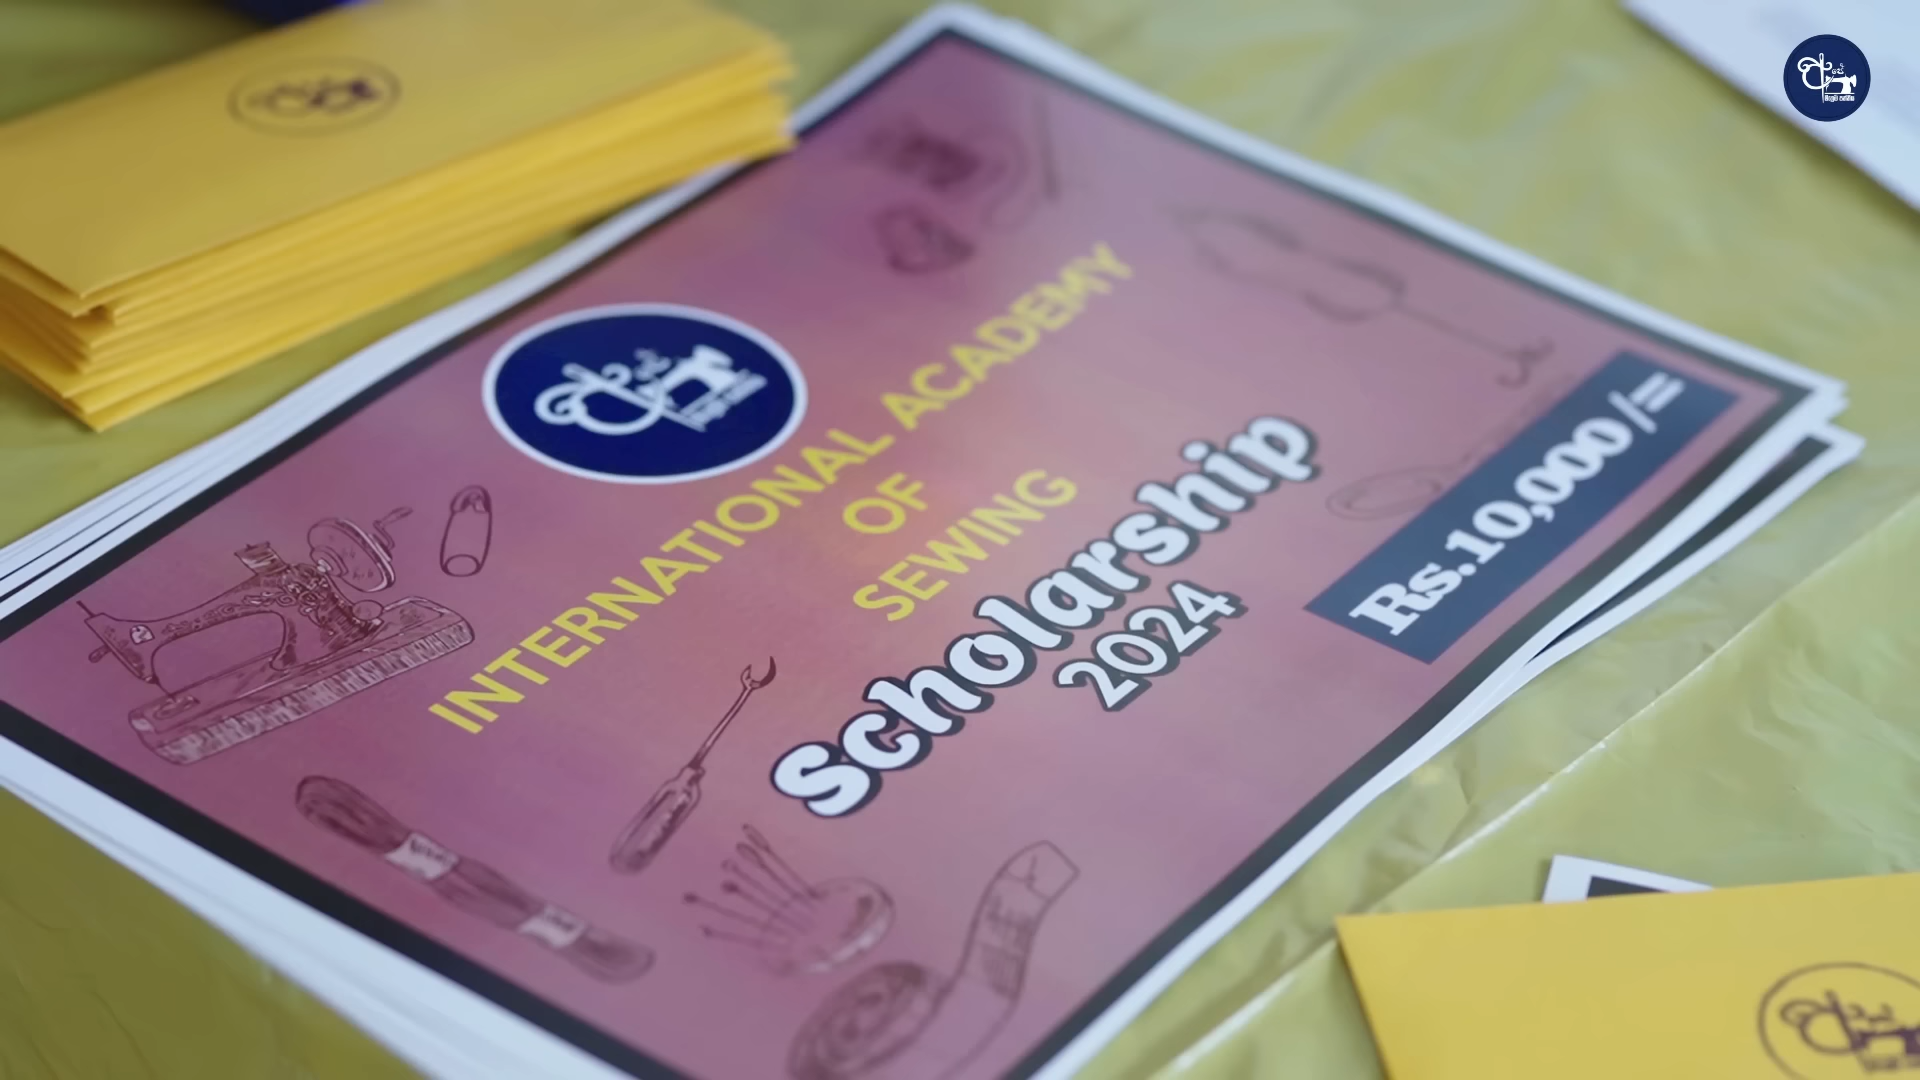 INTERNATIONAL ACADEMY
OF
SEWING
Scholarship
2024
Rs.10,000/=